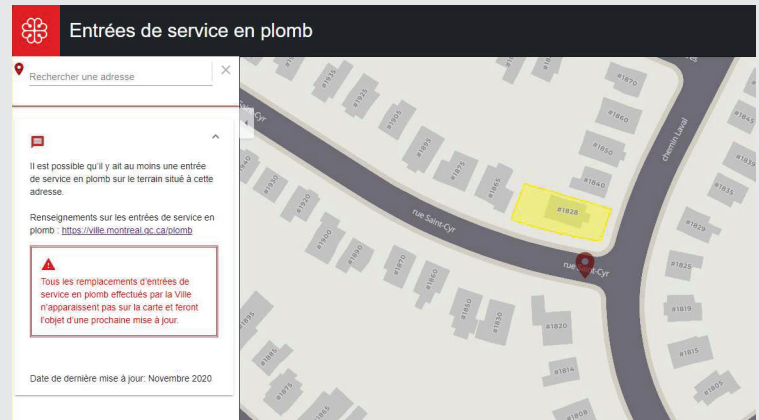 Entrées de service en plomb
Rechercher une adresse
Il est possible qu'il y ait au moins une entrée
de service en plomb sur le terrain situé à cette
adresse.
Renseignements sur les entrées de service en
plomb : https://ville.montreal.qc.ca/plomb
Tous les remplacements d'entrées de
service en plomb effectués par la Ville
n'apparaissent pas sur la carte et feront
l'objet d'une prochaine mise à jour.
Date de dernière mise à jour: Novembre 2020
#1935
#1925
#1905
#1895
#1875
#1865
#1870
#1860
#1850
#1840
#1828
#1845
#1839
#1835
#1829
#1825
#1819
#1815
#1805
chemin Laval
rue Saint-Cyr
rue Saint-Cyr
#1940
#1930
#1920
#1900
#1890
#1870
#1860
#1850
#1830
#1820
#1814
#1808
#1895
#1885
#1875
#1865